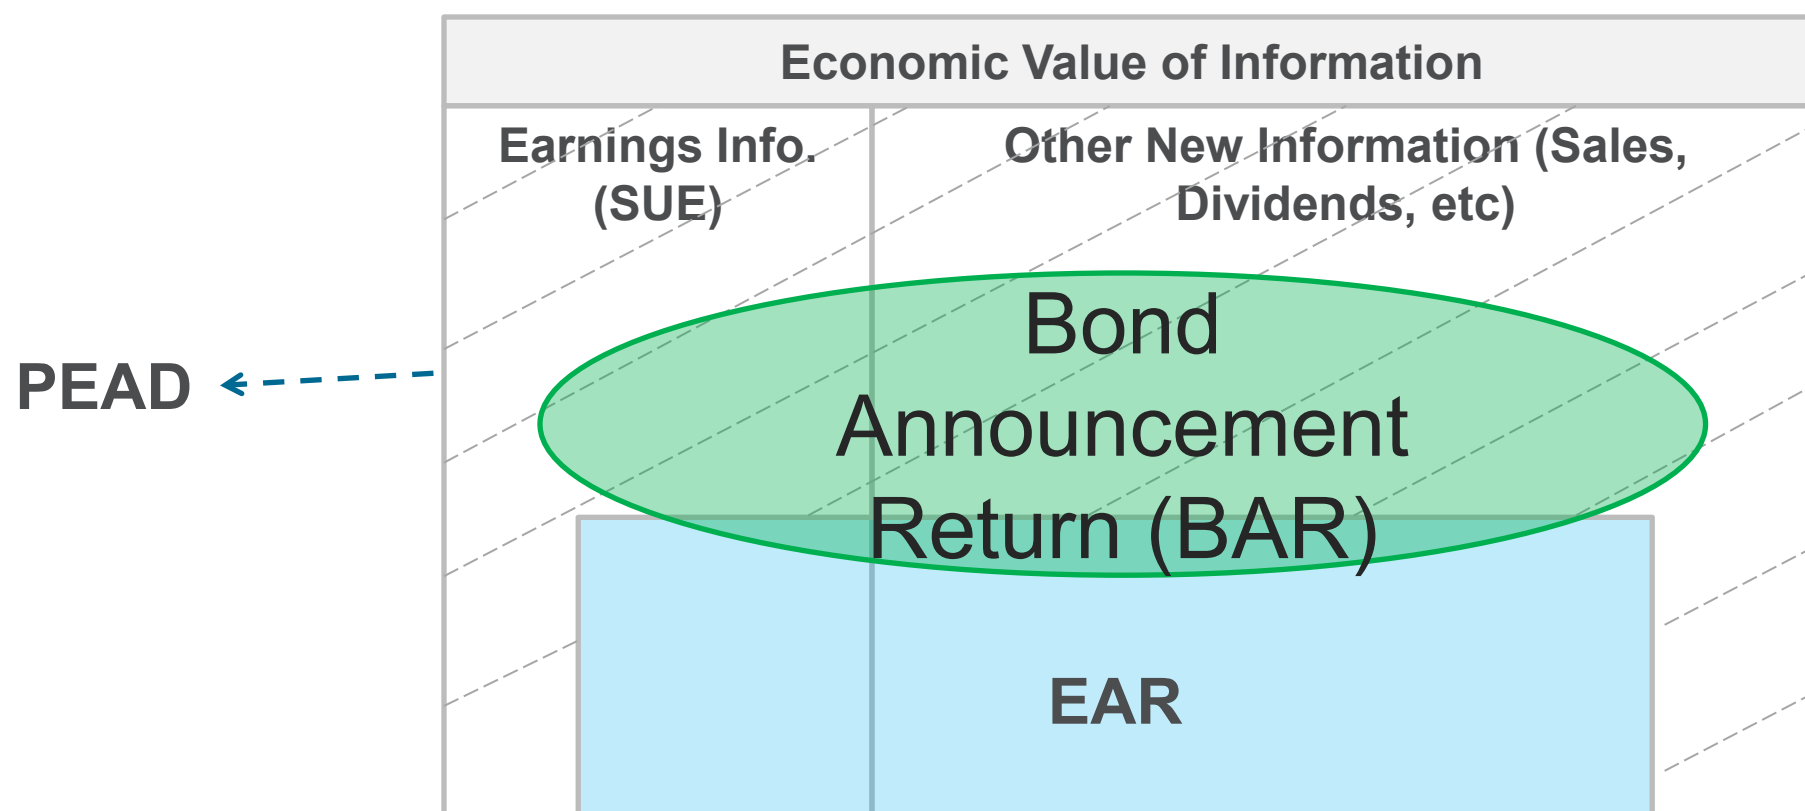 Economic Value of Information
Earnings Info.
(SUE)
Other New Information (Sales,
Dividends, etc)
Bond
Announcement
Return (BAR)
PEAD
EAR